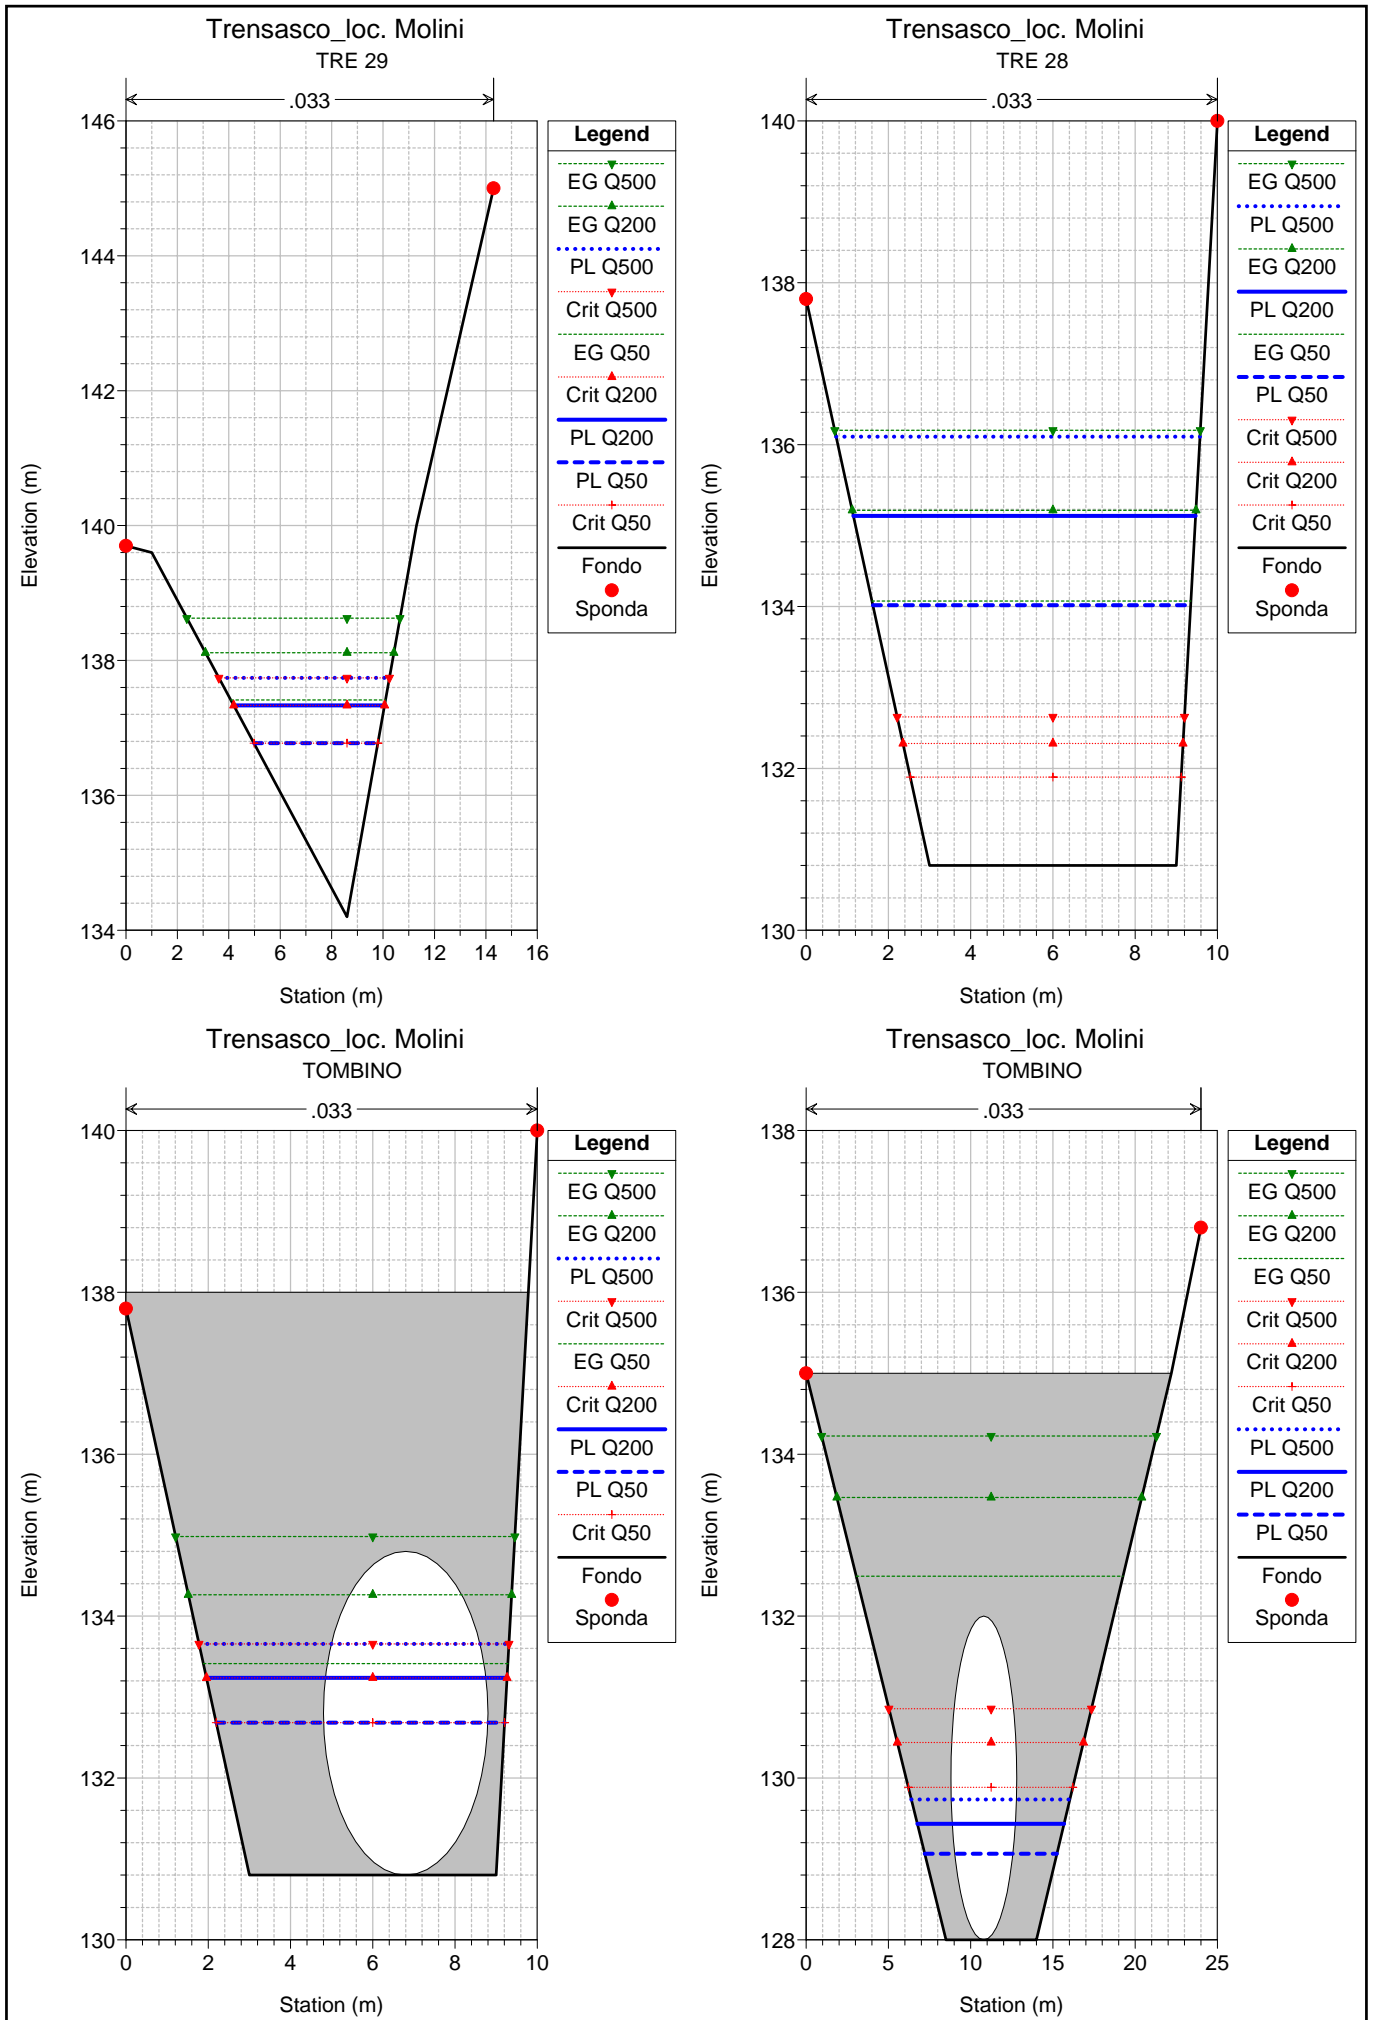 Trensasco_loc. Molini
TRE 29
.033
146
144
142
140
138
136
134
0 2 4 6 8 10 12 14 16
Station (m)
Elevation (m)
Legend
EG Q500
EG Q200
PL Q500
Crit Q500
EG Q50
Crit Q200
PL Q200
PL Q50
Crit Q50
Fondo
Sponda
Trensasco_loc. Molini
TRE 28
.033
140
138
136
134
132
130
0 2 4 6 8 10
Station (m)
Elevation (m)
Legend
EG Q500
PL Q500
EG Q200
PL Q200
EG Q50
PL Q50
Crit Q500
Crit Q200
Crit Q50
Fondo
Sponda
Trensasco_loc. Molini
TOMBINO
.033
140
138
136
134
132
130
0 2 4 6 8 10
Station (m)
Elevation (m)
Legend
EG Q500
EG Q200
PL Q500
Crit Q500
EG Q50
Crit Q200
PL Q200
PL Q50
Crit Q50
Fondo
Sponda
Trensasco_loc. Molini
TOMBINO
.033
138
136
134
132
130
128
0 5 10 15 20 25
Station (m)
Elevation (m)
Legend
EG Q500
EG Q200
EG Q50
Crit Q500
Crit Q200
Crit Q50
PL Q500
PL Q200
PL Q50
Fondo
Sponda